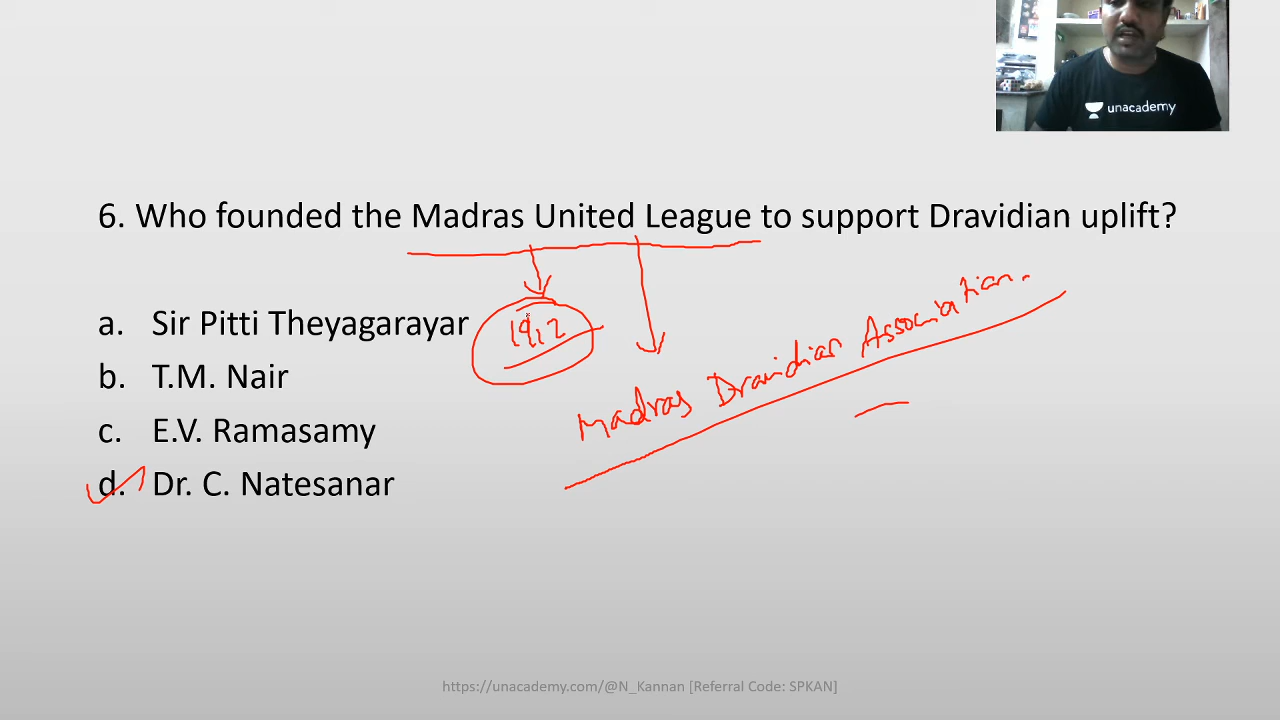 unacademy
6. Who founded the Madras United League to support Dravidian uplift?
a. Sir Pitti Theyagarayar
1912
b. T.M. Nair
Madras Dravidian Association.
c. E.V. Ramasamy
d. Dr. C. Natesanar
https://unacademy.com/@N_Kannan [Referral Code: SPKAN]